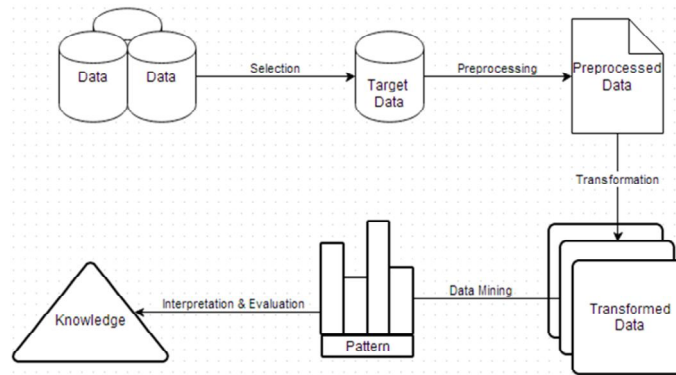 Data
Data
Selection
Target
Data
Preprocessing
Preprocessed
Data
Transformation
Transformed
Data
Data Mining
Pattern
Interpretation & Evaluation
Knowledge